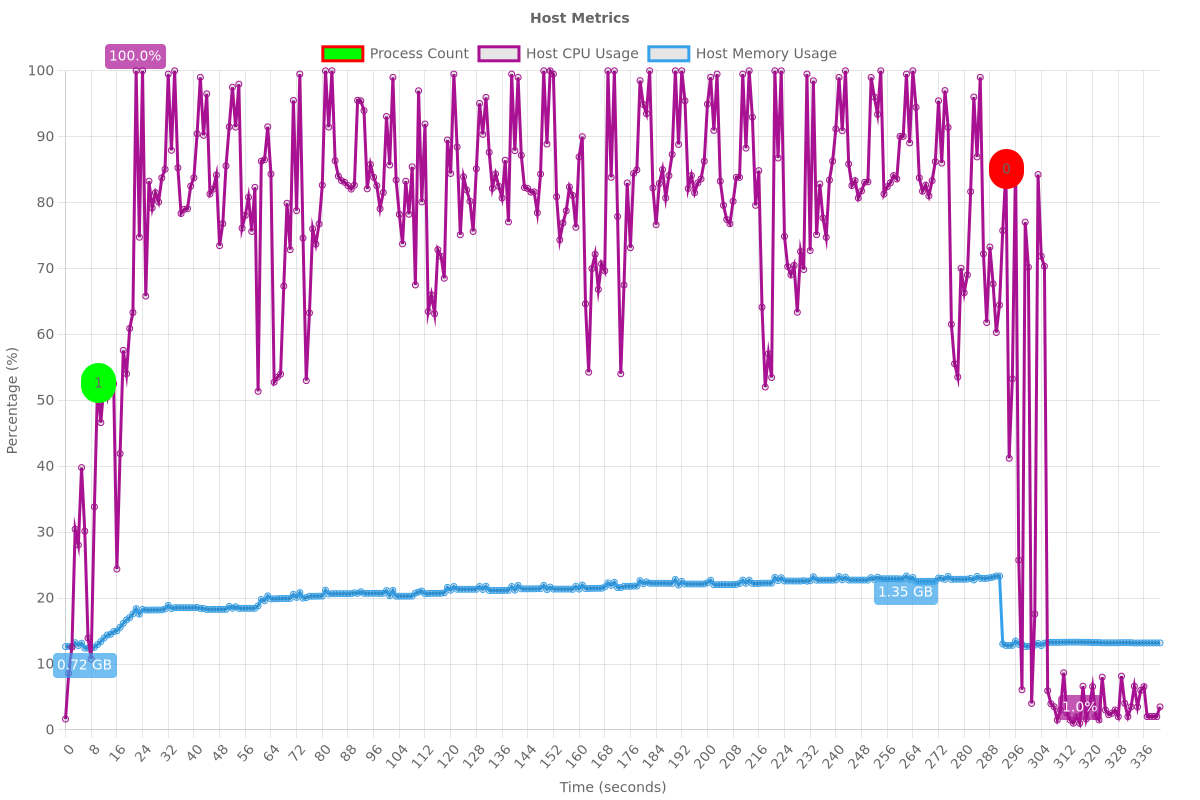 Host Metrics
Process Count Host CPU Usage Host Memory Usage
100.0%
100
90
80
70
60
50
40
30
20
10
0
Percentage (%)
1
0
1.35 GB
0.72 GB
1.0%
0 8 16 24 32 40 48 56 64 72 80 88 96 104 112 120 128 136 144 152 160 168 176 184 192 200 208 216 224 232 240 248 256 264 272 280 288 296 304 312 320 328 336
Time (seconds)